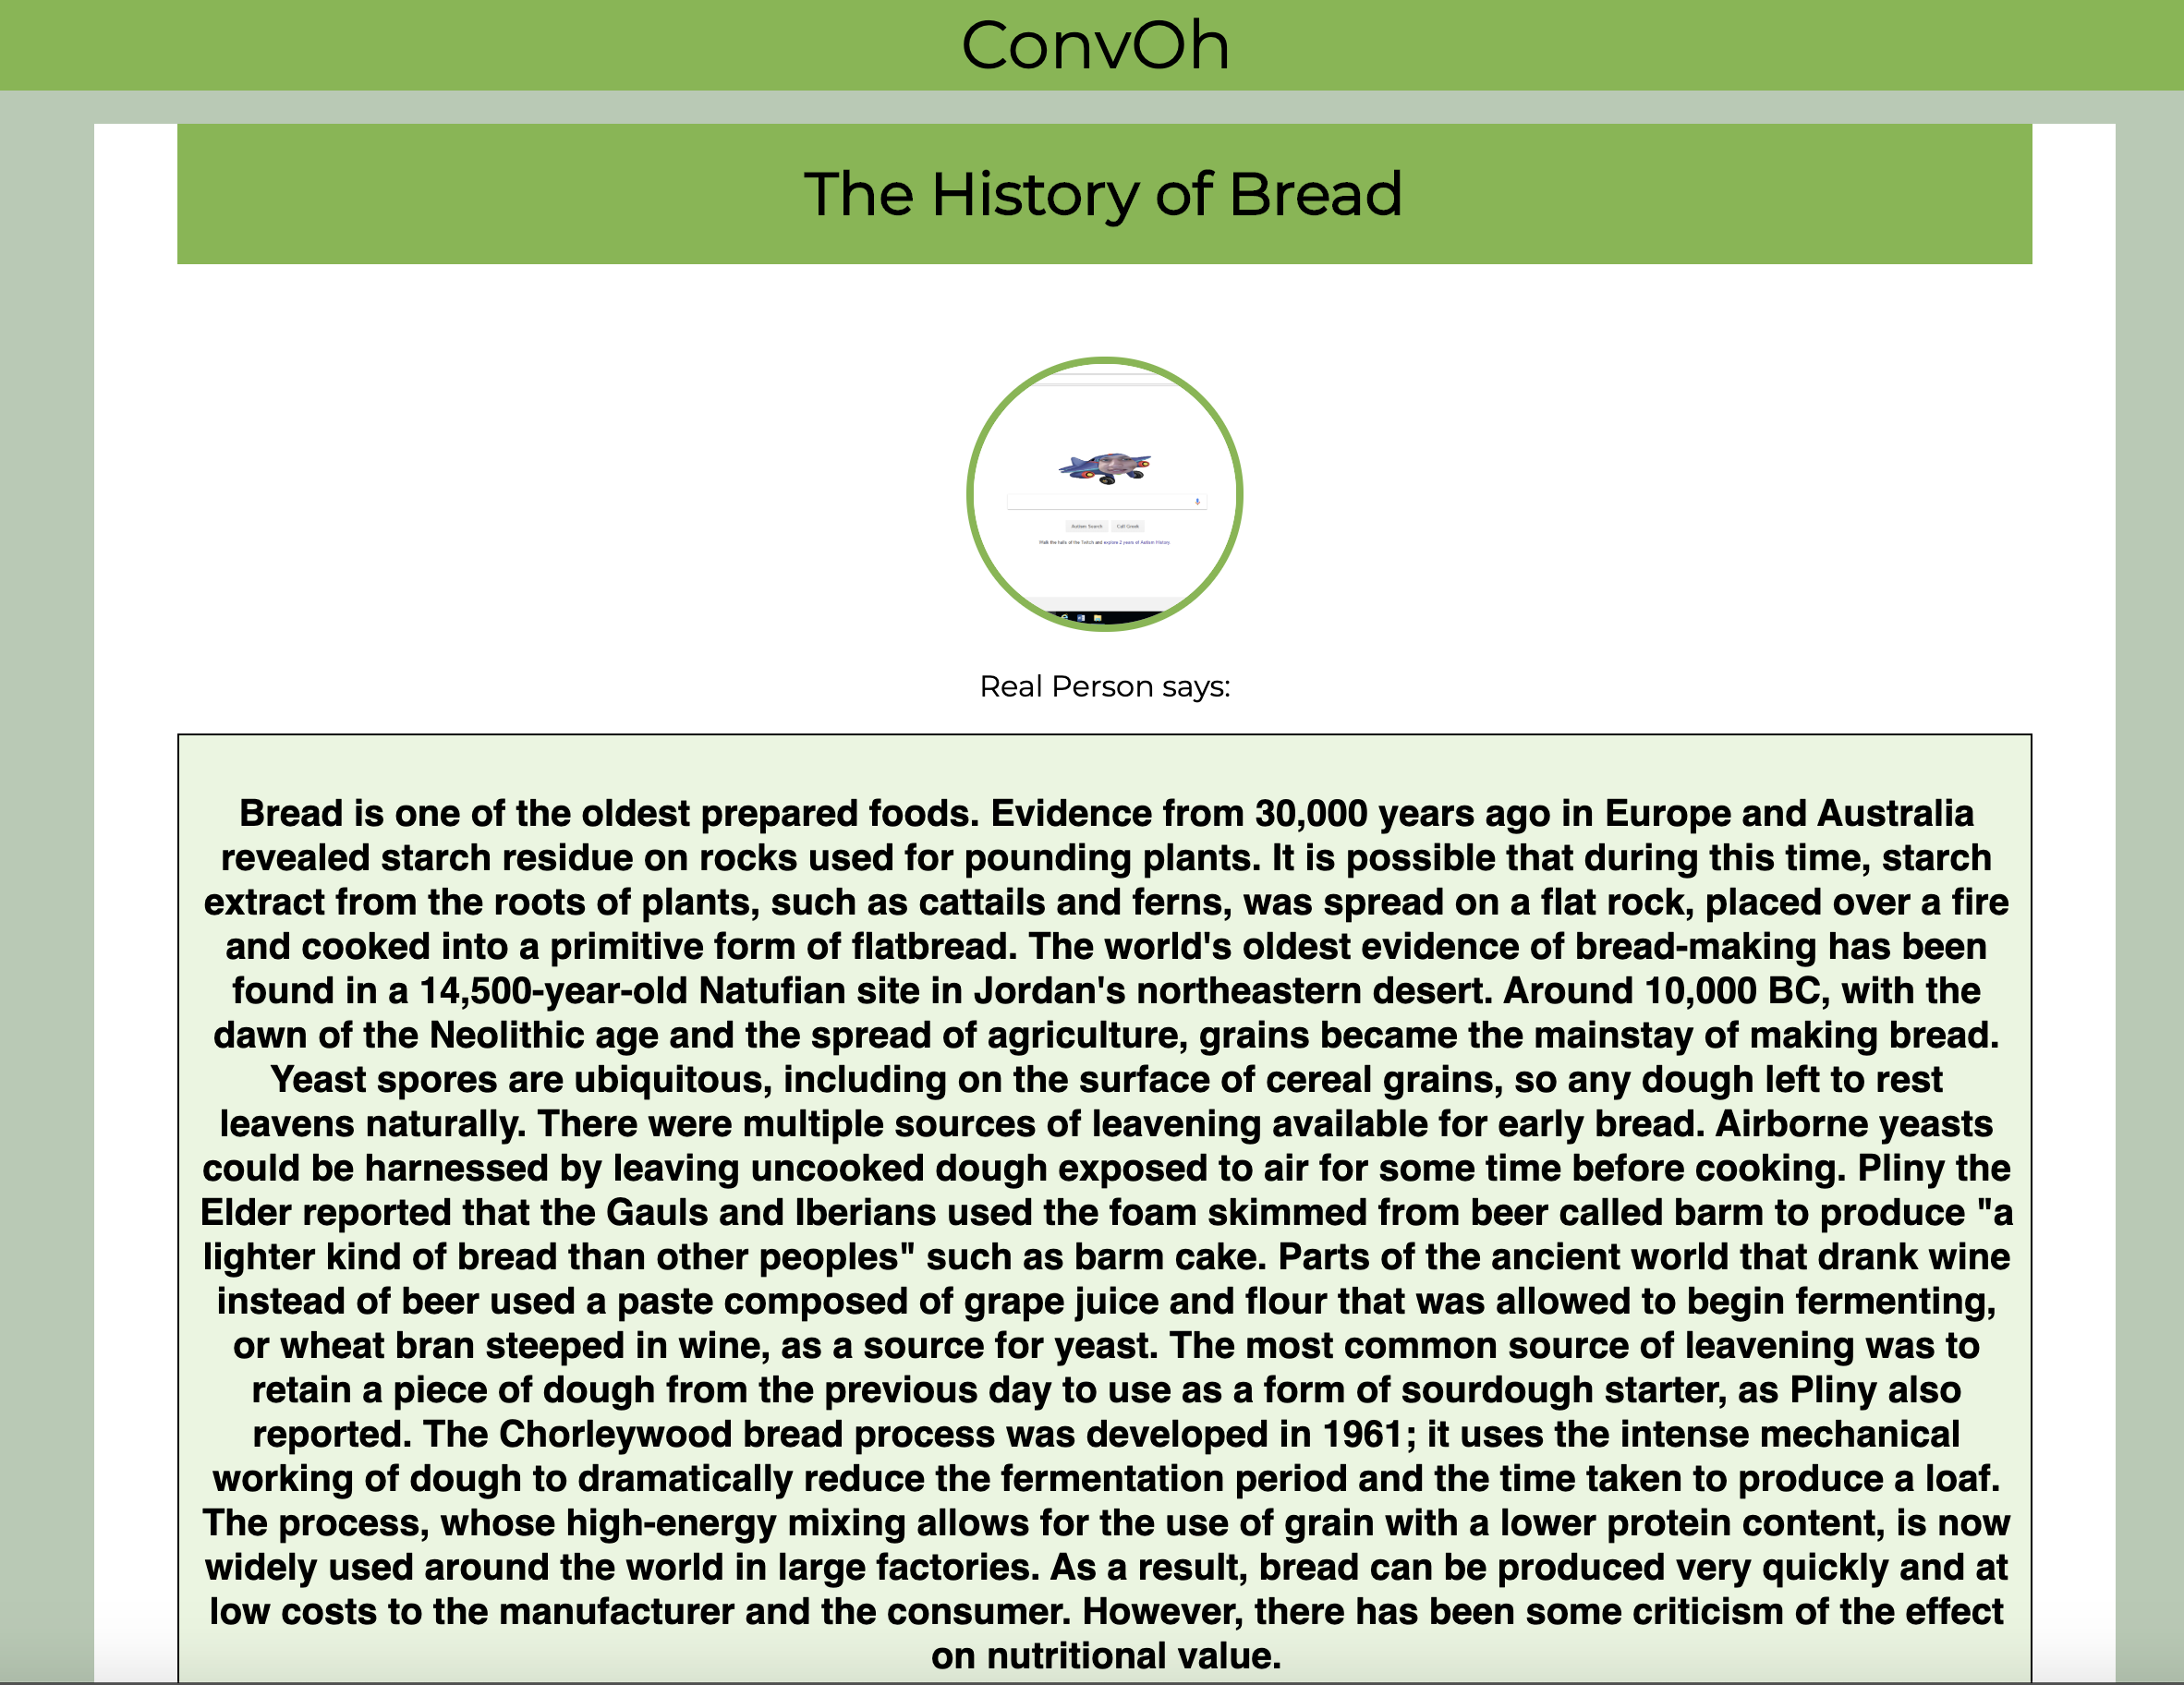 ConvOh
The History of Bread
Autism Search Call Greek
Walk the halls of the Twitch and explore 2 years of Autism History
Real Person says:
Bread is one of the oldest prepared foods. Evidence from 30,000 years ago in Europe and Australia
revealed starch residue on rocks used for pounding plants. It is possible that during this time, starch
extract from the roots of plants, such as cattails and ferns, was spread on a flat rock, placed over a fire
and cooked into a primitive form of flatbread. The world's oldest evidence of bread-making has been
found in a 14,500-year-old Natufian site in Jordan's northeastern desert. Around 10,000 BC, with the
dawn of the Neolithic age and the spread of agriculture, grains became the mainstay of making bread.
Yeast spores are ubiquitous, including on the surface of cereal grains, so any dough left to rest
leavens naturally. There were multiple sources of leavening available for early bread. Airborne yeasts
could be harnessed by leaving uncooked dough exposed to air for some time before cooking. Pliny the
Elder reported that the Gauls and Iberians used the foam skimmed from beer called barm to produce "a
lighter kind of bread than other peoples" such as barm cake. Parts of the ancient world that drank wine
instead of beer used a paste composed of grape juice and flour that was allowed to begin fermenting,
or wheat bran steeped in wine, as a source for yeast. The most common source of leavening was to
retain a piece of dough from the previous day to use as a form of sourdough starter, as Pliny also
reported. The Chorleywood bread process was developed in 1961; it uses the intense mechanical
working of dough to dramatically reduce the fermentation period and the time taken to produce a loaf.
The process, whose high-energy mixing allows for the use of grain with a lower protein content, is now
widely used around the world in large factories. As a result, bread can be produced very quickly and at
low costs to the manufacturer and the consumer. However, there has been some criticism of the effect
on nutritional value.